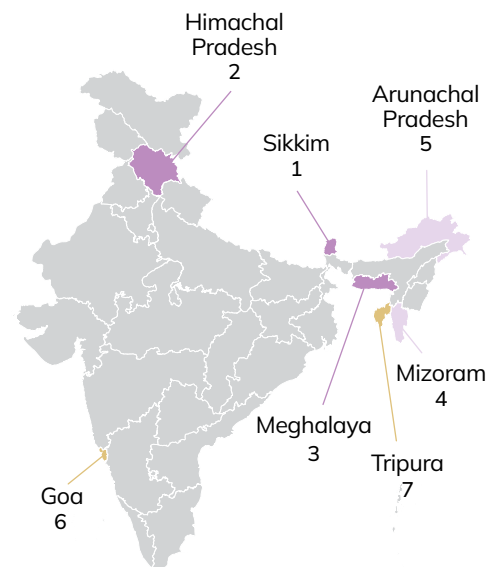 Himachal
Pradesh
2
Arunachal
Pradesh
5
Sikkim
1
Mizoram
4
Meghalaya
3
Tripura
7
Goa
6